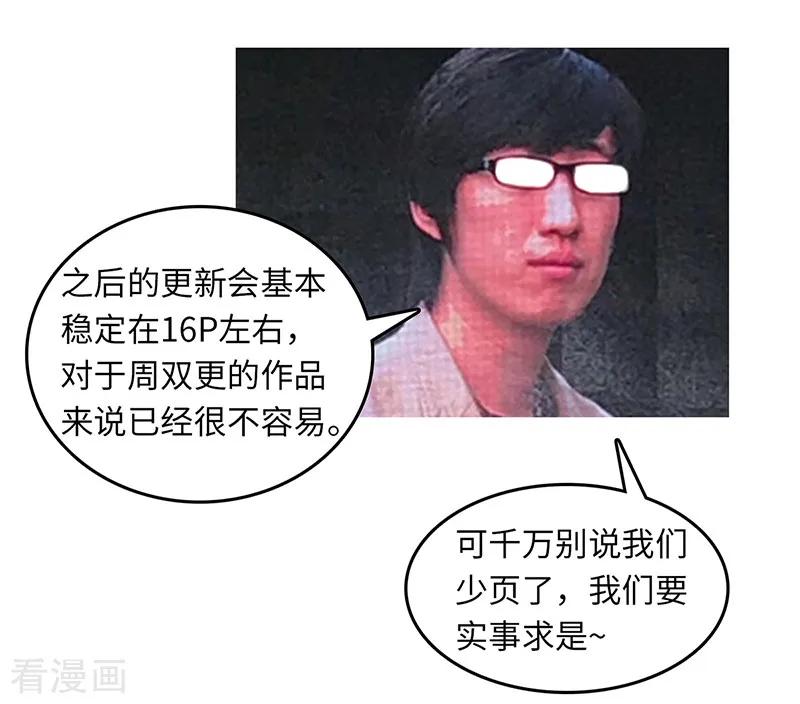 之后的更新会基本
稳定在16P左右，
对于周双更的作品
来说已经很不容易。
可千万别说我们
少页了，我们要
实事求是~
看漫画